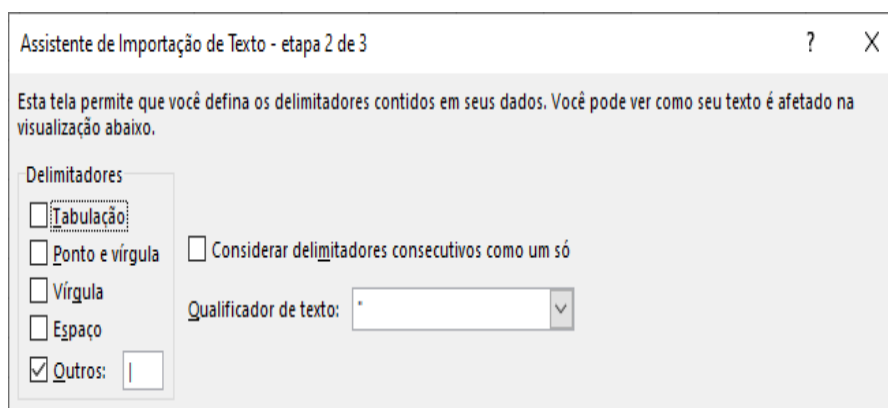 Assistente de Importação de Texto - etapa 2 de 3
?
X
Esta tela permite que você defina os delimitadores contidos em seus dados. Você pode ver como seu texto é afetado na
visualização abaixo.
Delimitadores
Tabulação
Ponto e vírgula
Considerar delimitadores consecutivos como um só
Vírgula
Qualificador de texto: "
Espaço
Outros: |